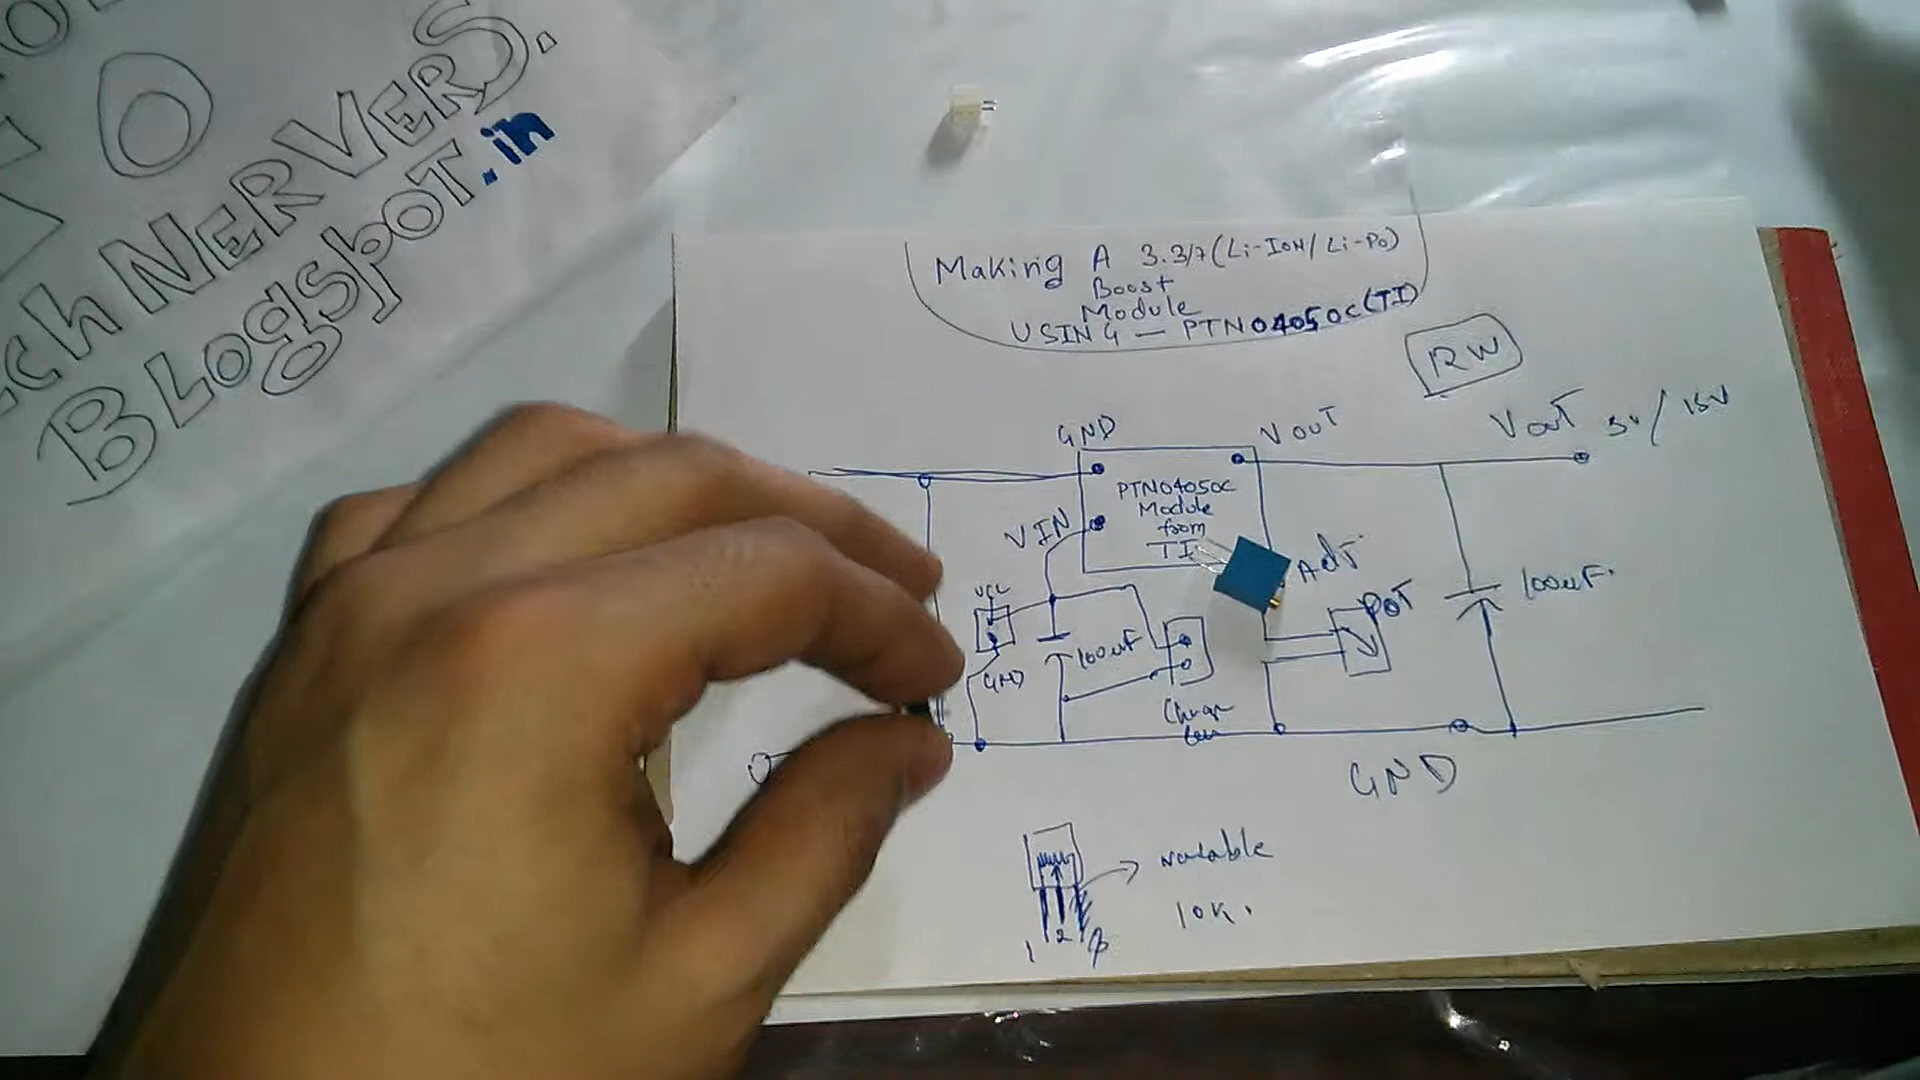 ech NERVERS.
BLogspot.in
Making A 3.3/7(Li-ION/Li-Po)
Boost
Module
USING — PTN04050C(TI)
RW
GND
VOUT
Vout 5V/15V
PTN04050C
Module
from
TI
VIN
AdJ
VCC
POT
100uF.
100uF
GND
GND
variable
10K.
1 2 3